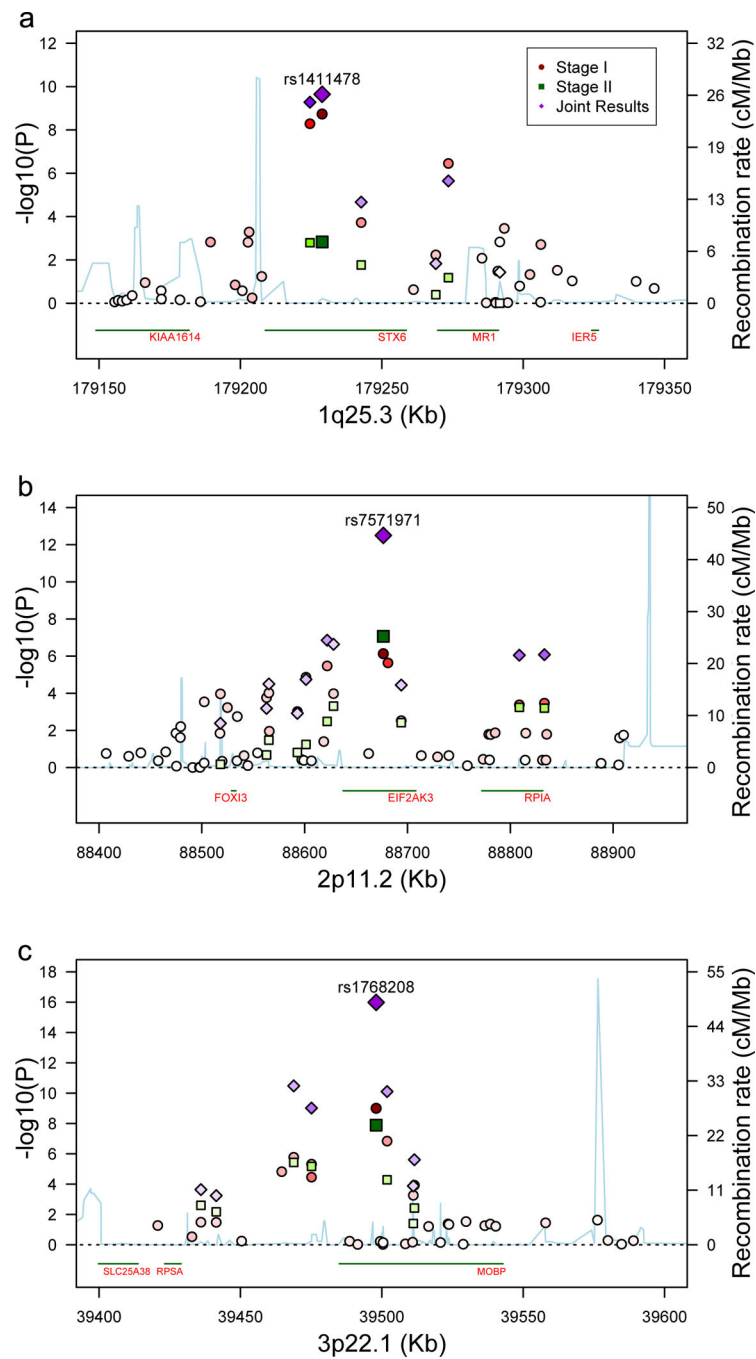 a
rs1411478
Stage I
Stage II
Joint Results
-log10(P)
12
10
8
6
4
2
0
Recombination rate (cM/Mb)
32
26
19
13
6
0
KIAA1614
STX6
MR1
IER5
179150
179200
179250
179300
179350
1q25.3 (Kb)
b
rs7571971
-log10(P)
14
12
10
8
6
4
2
0
Recombination rate (cM/Mb)
50
40
30
20
10
0
FOXI3
EIF2AK3
RPIA
88400
88500
88600
88700
88800
88900
2p11.2 (Kb)
c
rs1768208
-log10(P)
18
16
14
12
10
8
6
4
2
0
Recombination rate (cM/Mb)
55
44
33
22
11
0
SLC25A38
RPSA
MOBP
39400
39450
39500
39550
39600
3p22.1 (Kb)